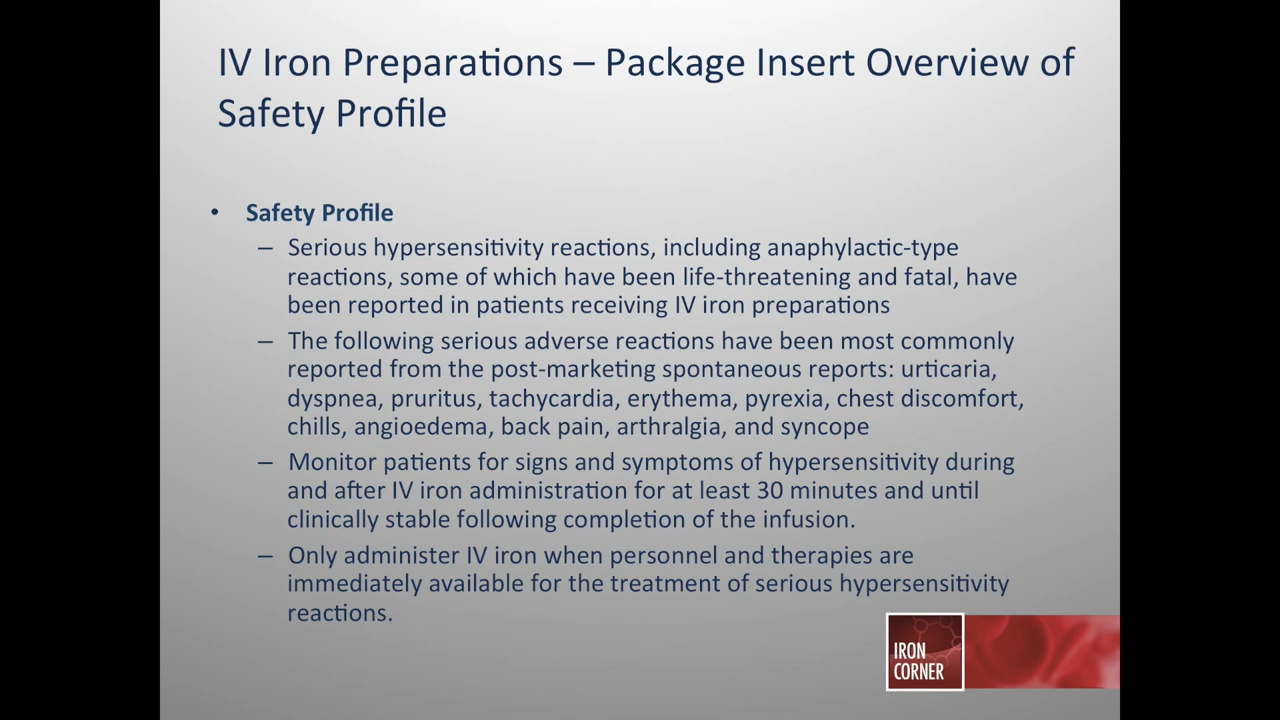 IV Iron Preparations – Package Insert Overview of
Safety Profile
• Safety Profile
– Serious hypersensitivity reactions, including anaphylactic-type
reactions, some of which have been life-threatening and fatal, have
been reported in patients receiving IV iron preparations
– The following serious adverse reactions have been most commonly
reported from the post-marketing spontaneous reports: urticaria,
dyspnea, pruritus, tachycardia, erythema, pyrexia, chest discomfort,
chills, angioedema, back pain, arthralgia, and syncope
– Monitor patients for signs and symptoms of hypersensitivity during
and after IV iron administration for at least 30 minutes and until
clinically stable following completion of the infusion.
– Only administer IV iron when personnel and therapies are
immediately available for the treatment of serious hypersensitivity
reactions.
IRON
CORNER